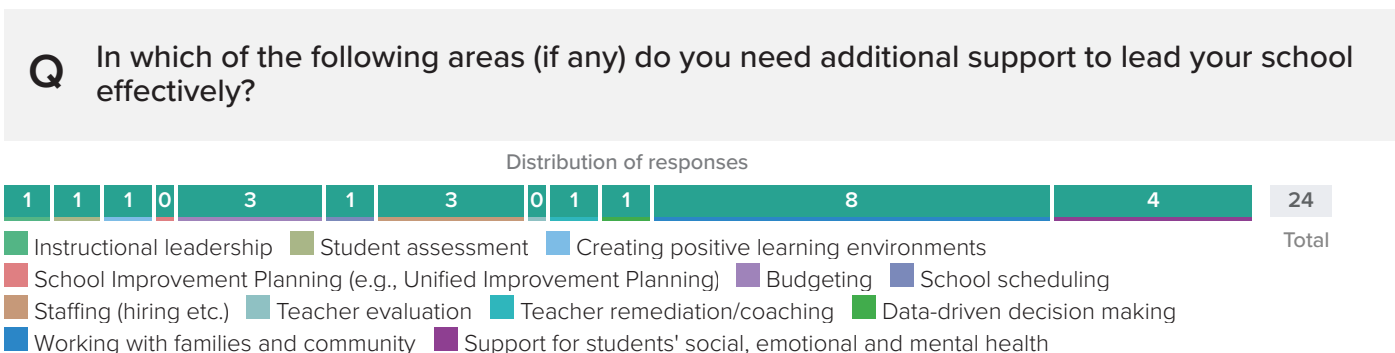 Q In which of the following areas (if any) do you need additional support to lead your school
effectively?
Distribution of responses
1 1 1 0 3 1 3 0 1 1 8 4 24
Total
Instructional leadership Student assessment Creating positive learning environments
School Improvement Planning (e.g., Unified Improvement Planning) Budgeting School scheduling
Staffing (hiring etc.) Teacher evaluation Teacher remediation/coaching Data-driven decision making
Working with families and community Support for students' social, emotional and mental health